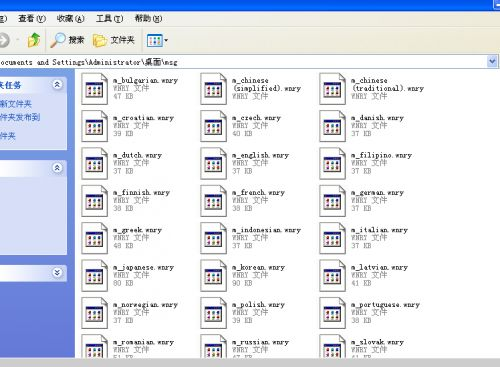 查看(V) 收藏(A) 工具(T) 帮助(H)
搜索 文件夹
ocuments and Settings\Administrator\桌面\msg
夹任务
新文件夹
件夹发布到
件夹
m_bulgarian.wnry
WNRY 文件
47 KB
m_chinese
(simplified).wnry
WNRY 文件
m_chinese
(traditional).wnry
WNRY 文件
m_croatian.wnry
WNRY 文件
39 KB
m_czech.wnry
WNRY 文件
40 KB
m_danish.wnry
WNRY 文件
37 KB
m_dutch.wnry
WNRY 文件
37 KB
m_english.wnry
WNRY 文件
37 KB
m_filipino.wnry
WNRY 文件
37 KB
m_finnish.wnry
WNRY 文件
38 KB
m_french.wnry
WNRY 文件
38 KB
m_german.wnry
WNRY 文件
37 KB
m_greek.wnry
WNRY 文件
48 KB
m_indonesian.wnry
WNRY 文件
37 KB
m_italian.wnry
WNRY 文件
37 KB
m_japanese.wnry
WNRY 文件
80 KB
m_korean.wnry
WNRY 文件
90 KB
m_latvian.wnry
WNRY 文件
41 KB
m_norwegian.wnry
WNRY 文件
37 KB
m_polish.wnry
WNRY 文件
39 KB
m_portuguese.wnry
WNRY 文件
38 KB
m_romanian.wnry
WNRY 文件
m_russian.wnry
WNRY 文件
m_slovak.wnry
WNRY 文件